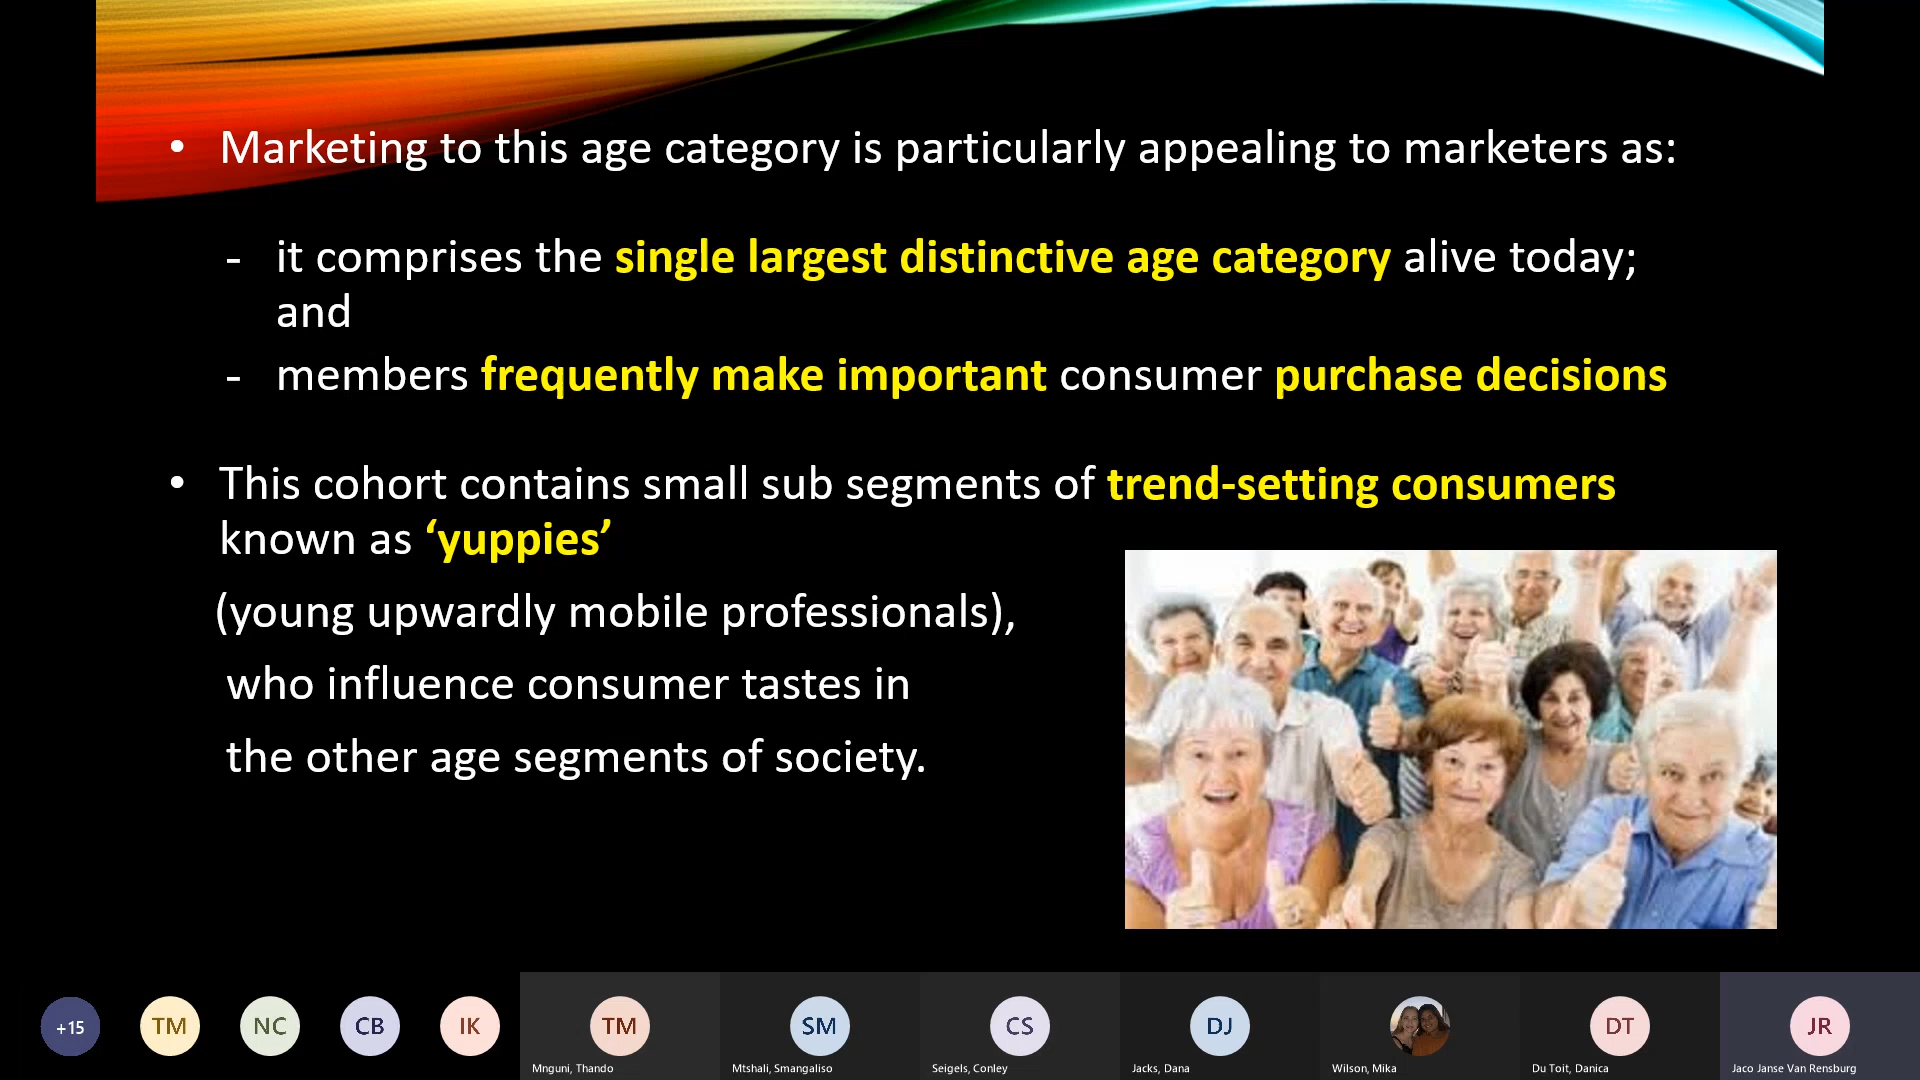 • Marketing to this age category is particularly appealing to marketers as:
- it comprises the single largest distinctive age category alive today;
and
- members frequently make important consumer purchase decisions
• This cohort contains small sub segments of trend-setting consumers
known as ‘yuppies’
(young upwardly mobile professionals),
who influence consumer tastes in
the other age segments of society.
+15
TM
NC
CB
IK
TM
SM
CS
DJ
DT
JR
Mnguni, Thando
Mtshali, Smangaliso
Seigels, Conley
Jacks, Dana
Wilson, Mika
Du Toit, Danica
Jaco Janse Van Rensburg